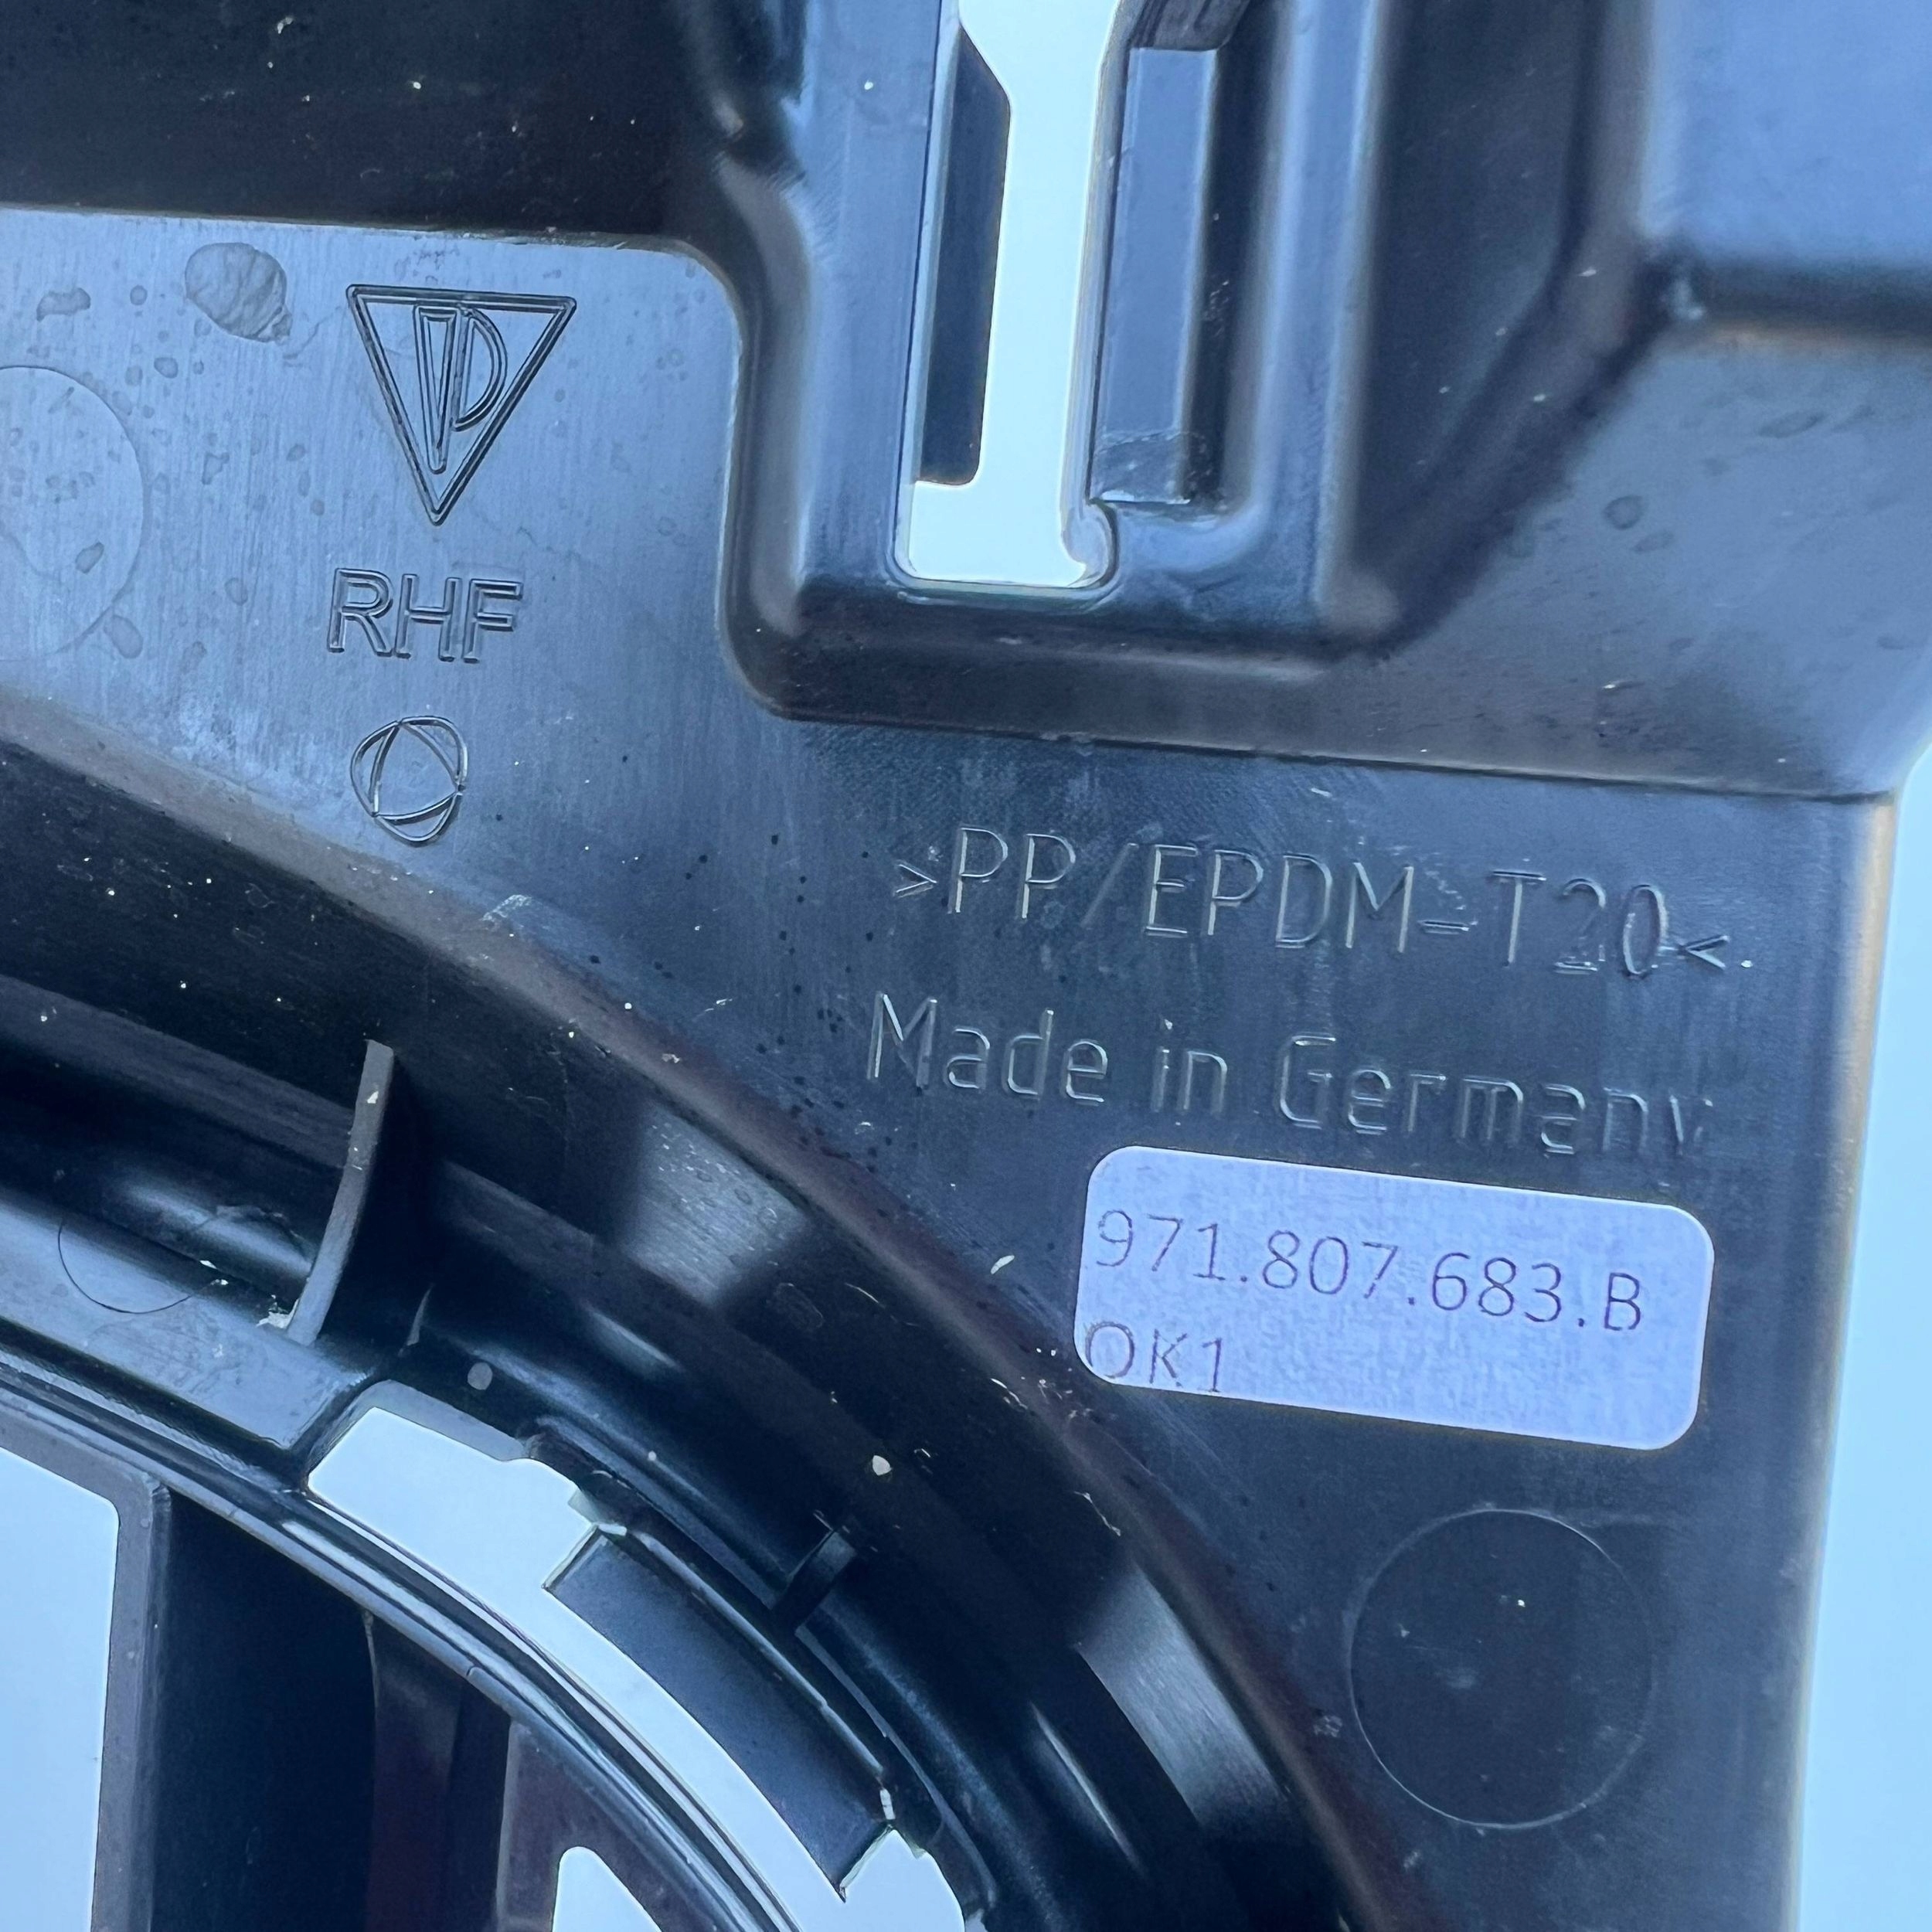 RHF
>PP/EPDM-T20<.
Made in Germany
971.807.683.B
OK1